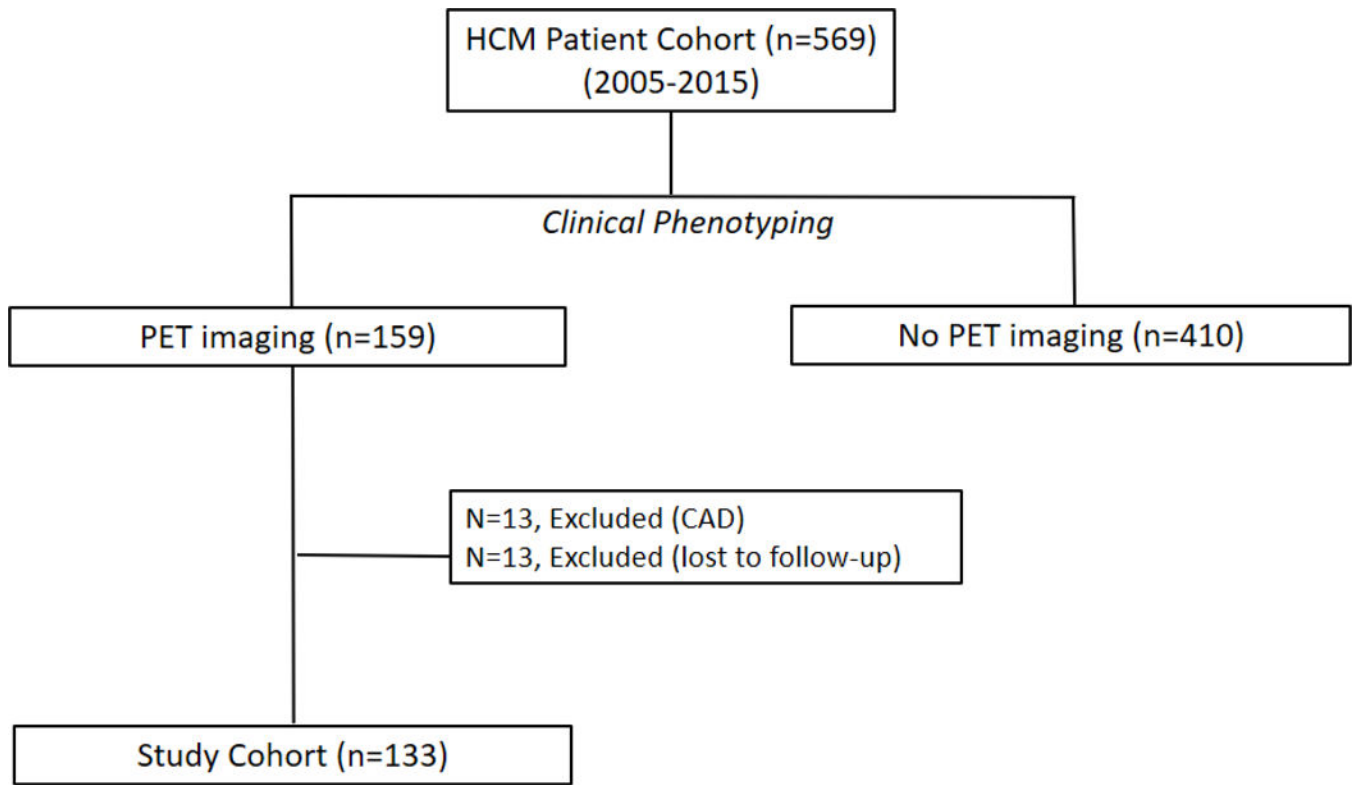 HCM Patient Cohort (n=569)
(2005-2015)
Clinical Phenotyping
PET imaging (n=159)
No PET imaging (n=410)
N=13, Excluded (CAD)
N=13, Excluded (lost to follow-up)
Study Cohort (n=133)